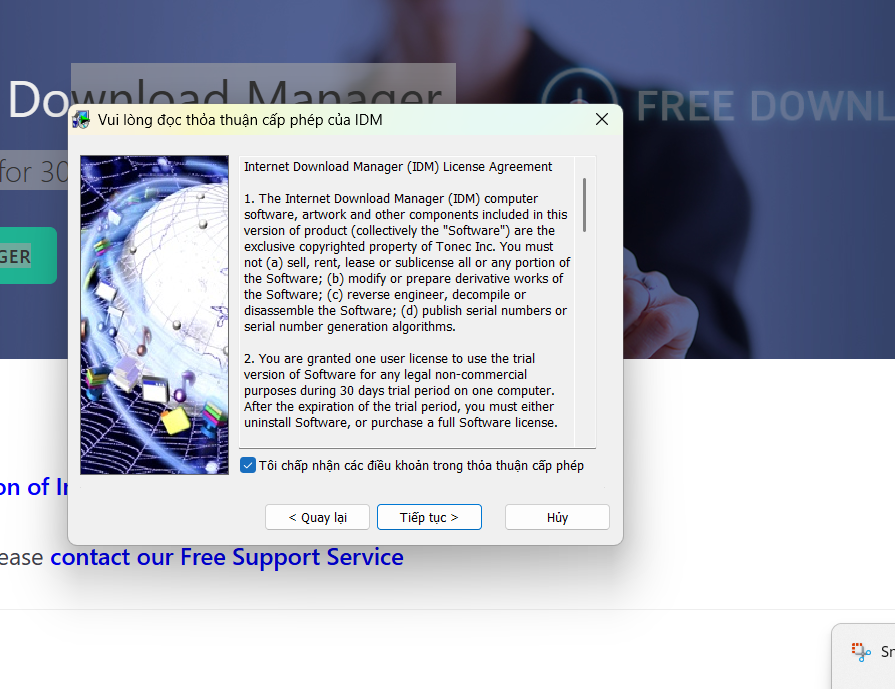 Download Manager
FREE DOWNL
Vui lòng đọc thỏa thuận cấp phép của IDM
for 30
GER
Internet Download Manager (IDM) License Agreement
1. The Internet Download Manager (IDM) computer
software, artwork and other components included in this
version of product (collectively the "Software") are the
exclusive copyrighted property of Tonec Inc. You must
not (a) sell, rent, lease or sublicense all or any portion of
the Software; (b) modify or prepare derivative works of
the Software; (c) reverse engineer, decompile or
disassemble the Software; (d) publish serial numbers or
serial number generation algorithms.
2. You are granted one user license to use the trial
version of Software for any legal non-commercial
purposes during 30 days trial period on one computer.
After the expiration of the trial period, you must either
uninstall Software, or purchase a full Software license.
Tôi chấp nhận các điều khoản trong thỏa thuận cấp phép
on of In
< Quay lại
Tiếp tục >
Hủy
ease contact our Free Support Service
Sn